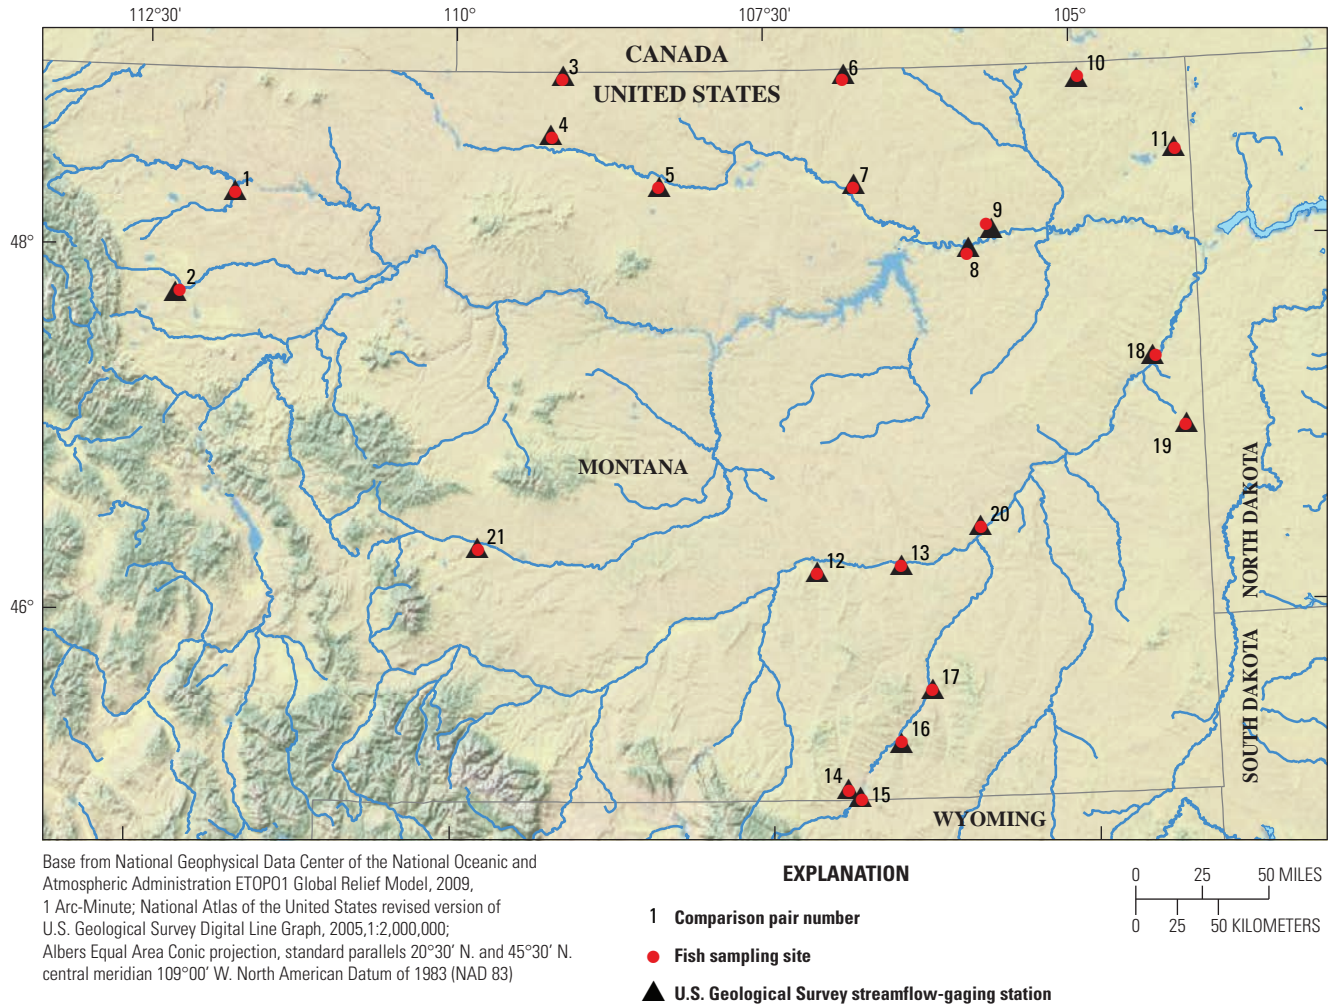 112°30'
110°
107°30'
105°
CANADA
UNITED STATES
3
6
10
4
11
5
7
1
9
48°
8
2
18
19
MONTANA
NORTH DAKOTA
20
21
12
13
46°
SOUTH DAKOTA
17
16
14
15
WYOMING
Base from National Geophysical Data Center of the National Oceanic and
Atmospheric Administration ETOPO1 Global Relief Model, 2009,
1 Arc-Minute; National Atlas of the United States revised version of
U.S. Geological Survey Digital Line Graph, 2005,1:2,000,000;
Albers Equal Area Conic projection, standard parallels 20°30' N. and 45°30' N.
central meridian 109°00' W. North American Datum of 1983 (NAD 83)
EXPLANATION
1 Comparison pair number
Fish sampling site
U.S. Geological Survey streamflow-gaging station
0 25 50 MILES
0 25 50 KILOMETERS